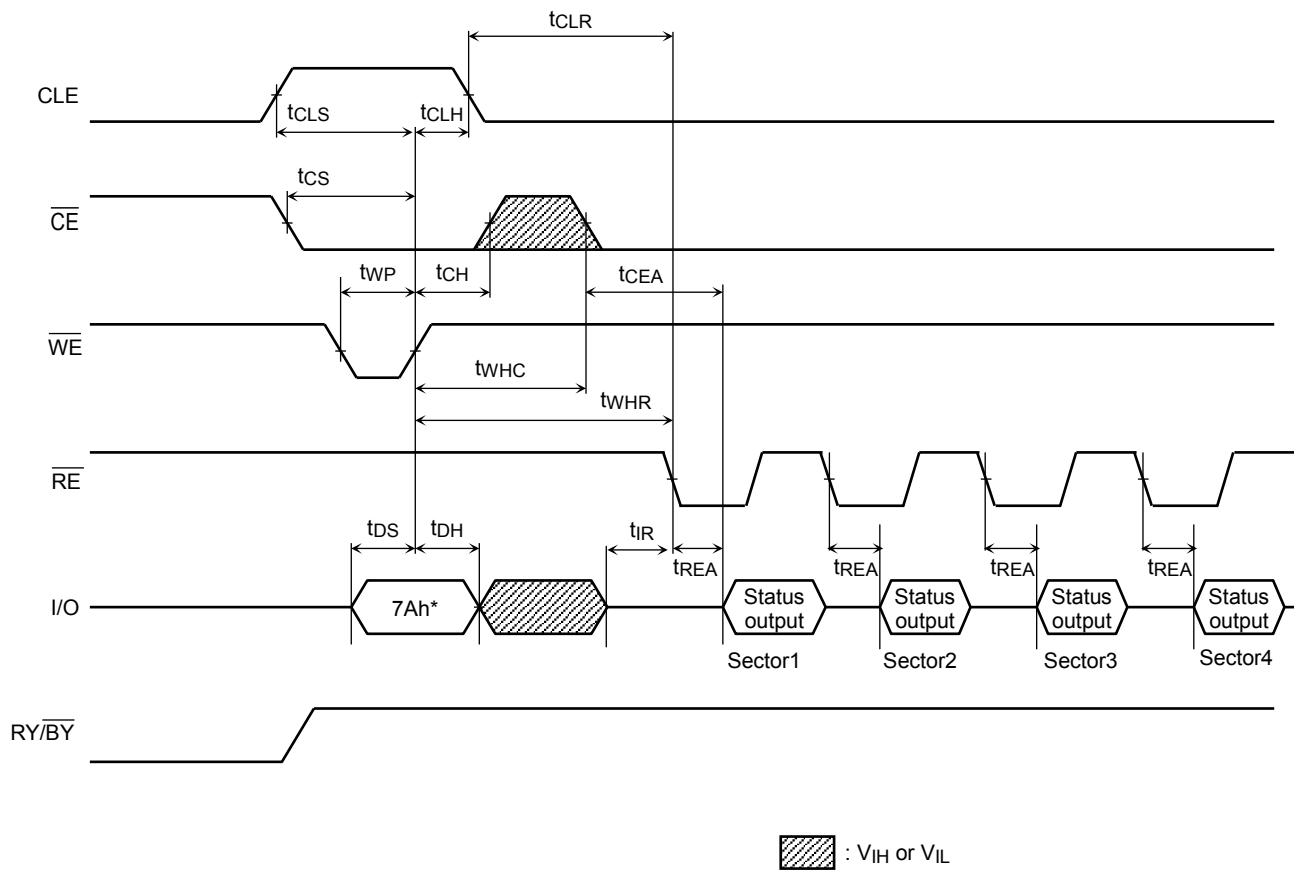 tCLR
CLE
tCLS
tCLH
tCS
CE
tWP
tCH
tCEA
WE
tWHC
tWHR
RE
tDS
tDH
tIR
tREA
tREA
tREA
tREA
I/O
7Ah*
Status output
Status output
Status output
Status output
Sector1
Sector2
Sector3
Sector4
RY/BY
: VIH or VIL